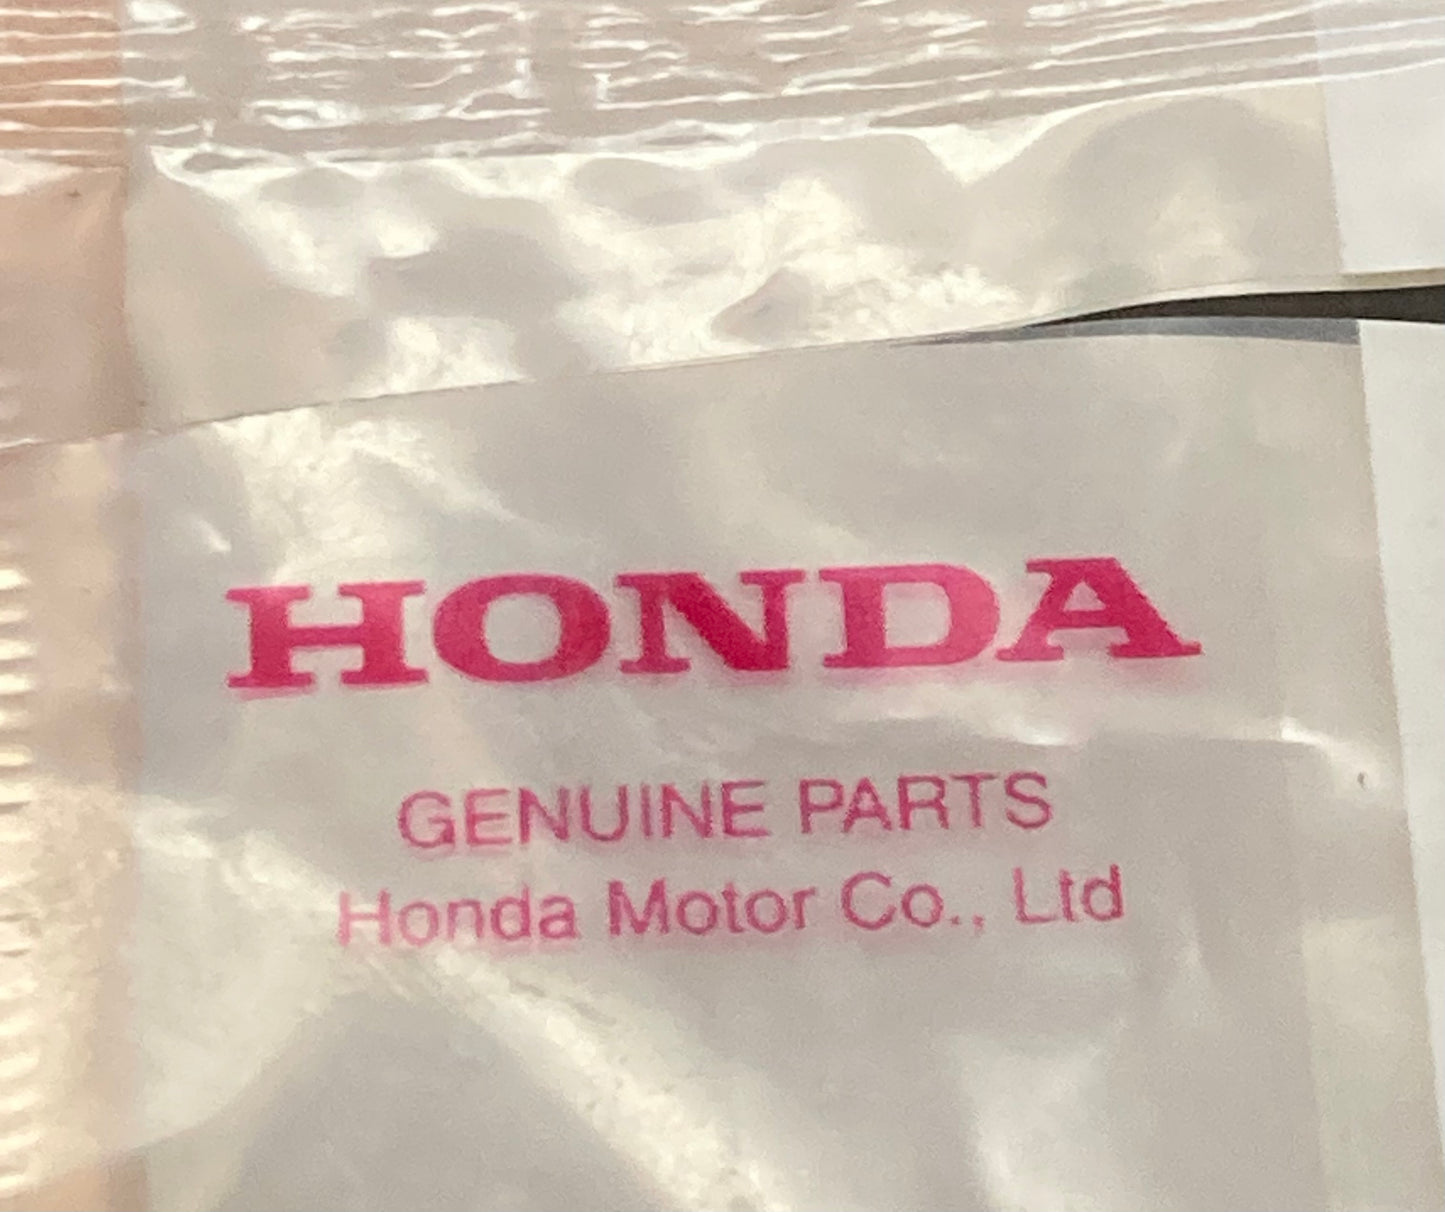 HONDA
GENUINE PARTS
Honda Motor Co., Ltd